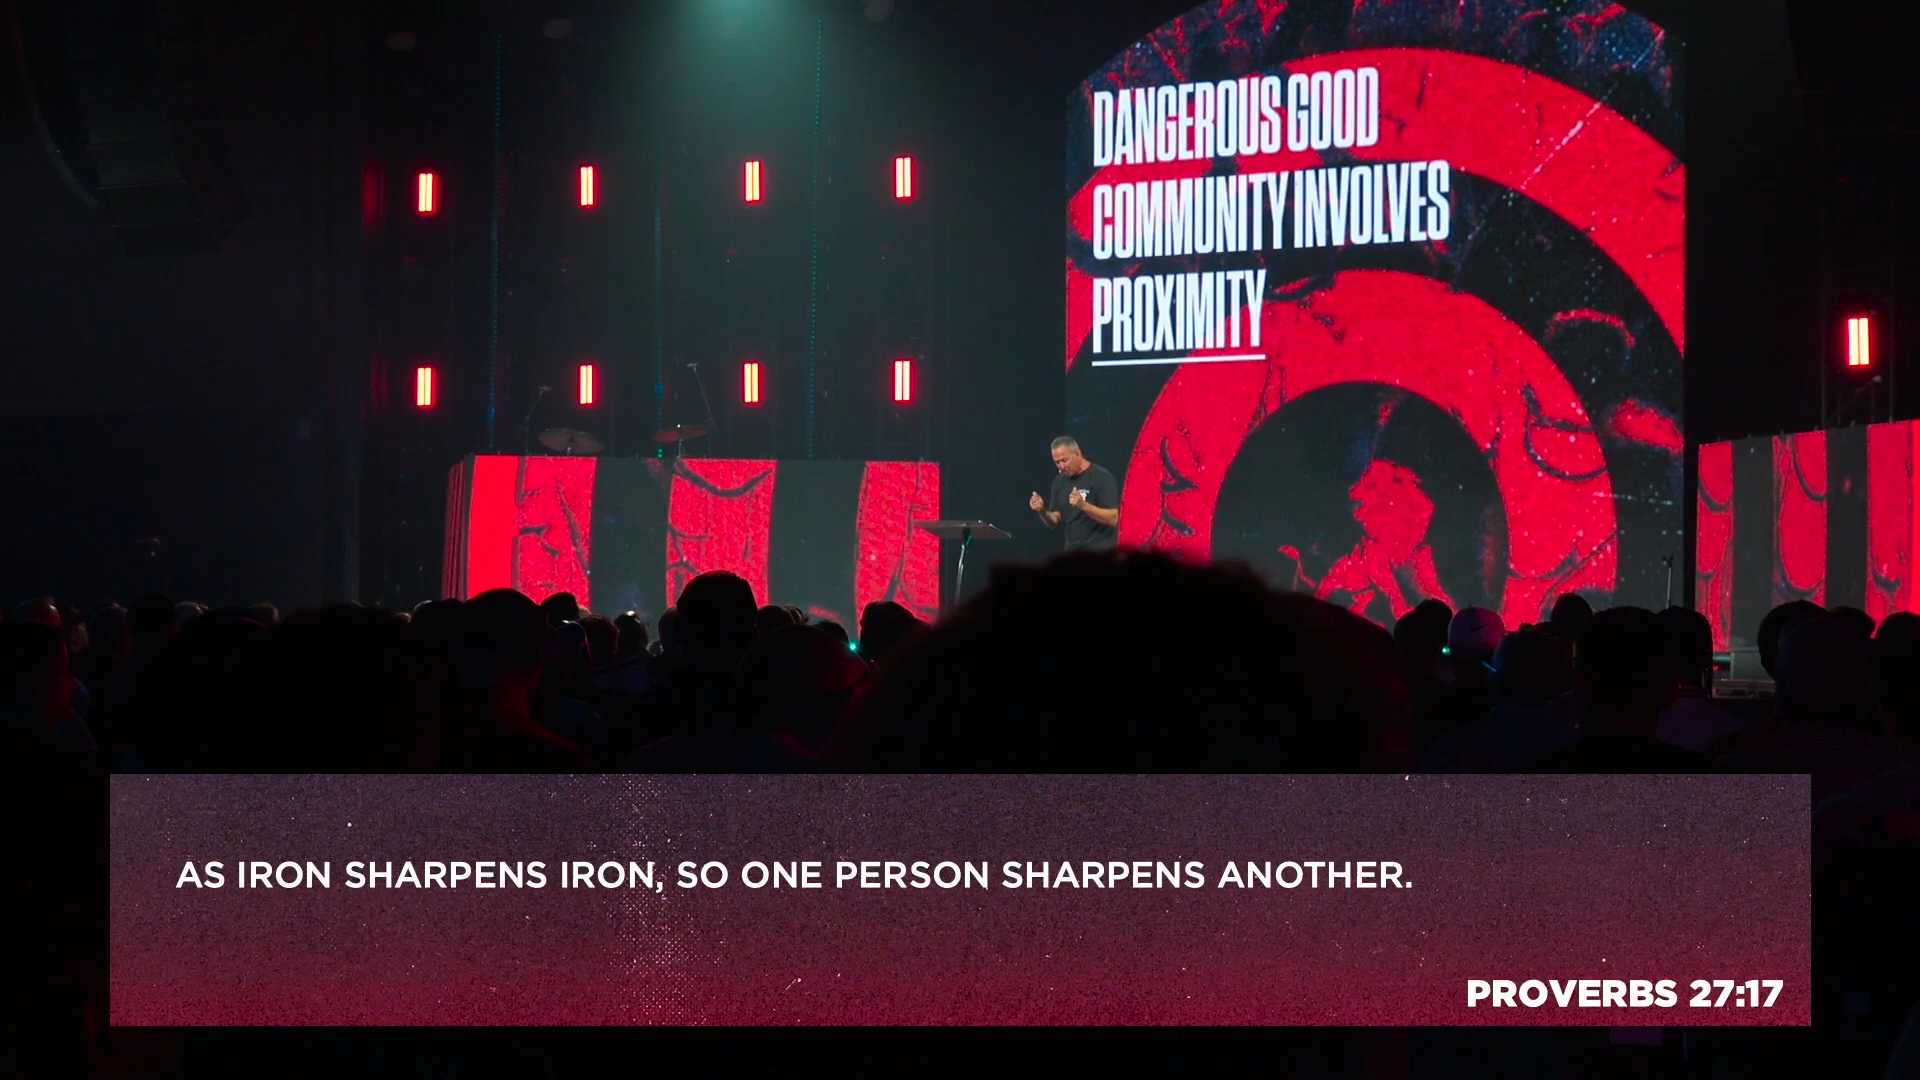 DANGEROUS GOOD
COMMUNITY INVOLVES
PROXIMITY
AS IRON SHARPENS IRON, SO ONE PERSON SHARPENS ANOTHER.
PROVERBS 27:17